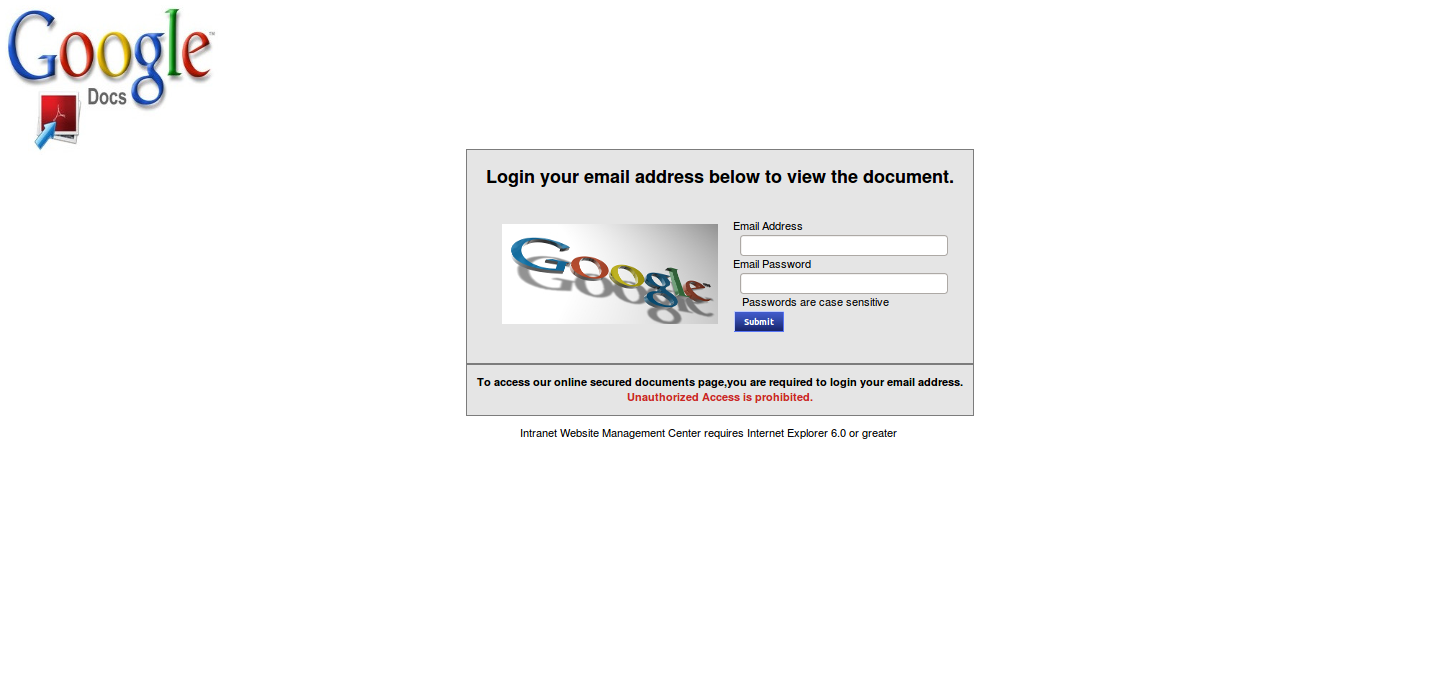 Google™
Docs
Login your email address below to view the document.
Google™
Email Address
Email Password
Passwords are case sensitive
Submit
To access our online secured documents page,you are required to login your email address.
Unauthorized Access is prohibited.
Intranet Website Management Center requires Internet Explorer 6.0 or greater